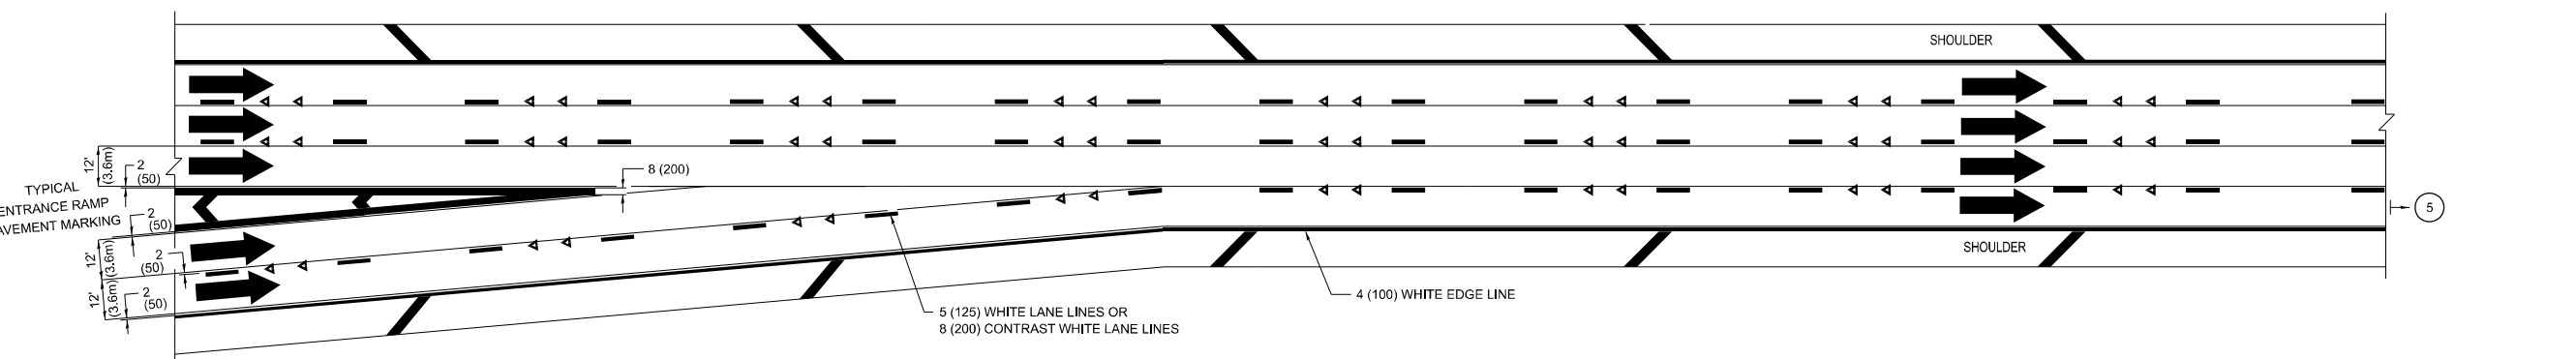 SHOULDER
8 (200)
12'
(3.6m)
2
(50)
TYPICAL
ENTRANCE RAMP
PAVEMENT MARKING
2
(50)
12'
(3.6m)
2
(50)
12'
(3.6m)
2
(50)
5
SHOULDER
4 (100) WHITE EDGE LINE
5 (125) WHITE LANE LINES OR
8 (200) CONTRAST WHITE LANE LINES